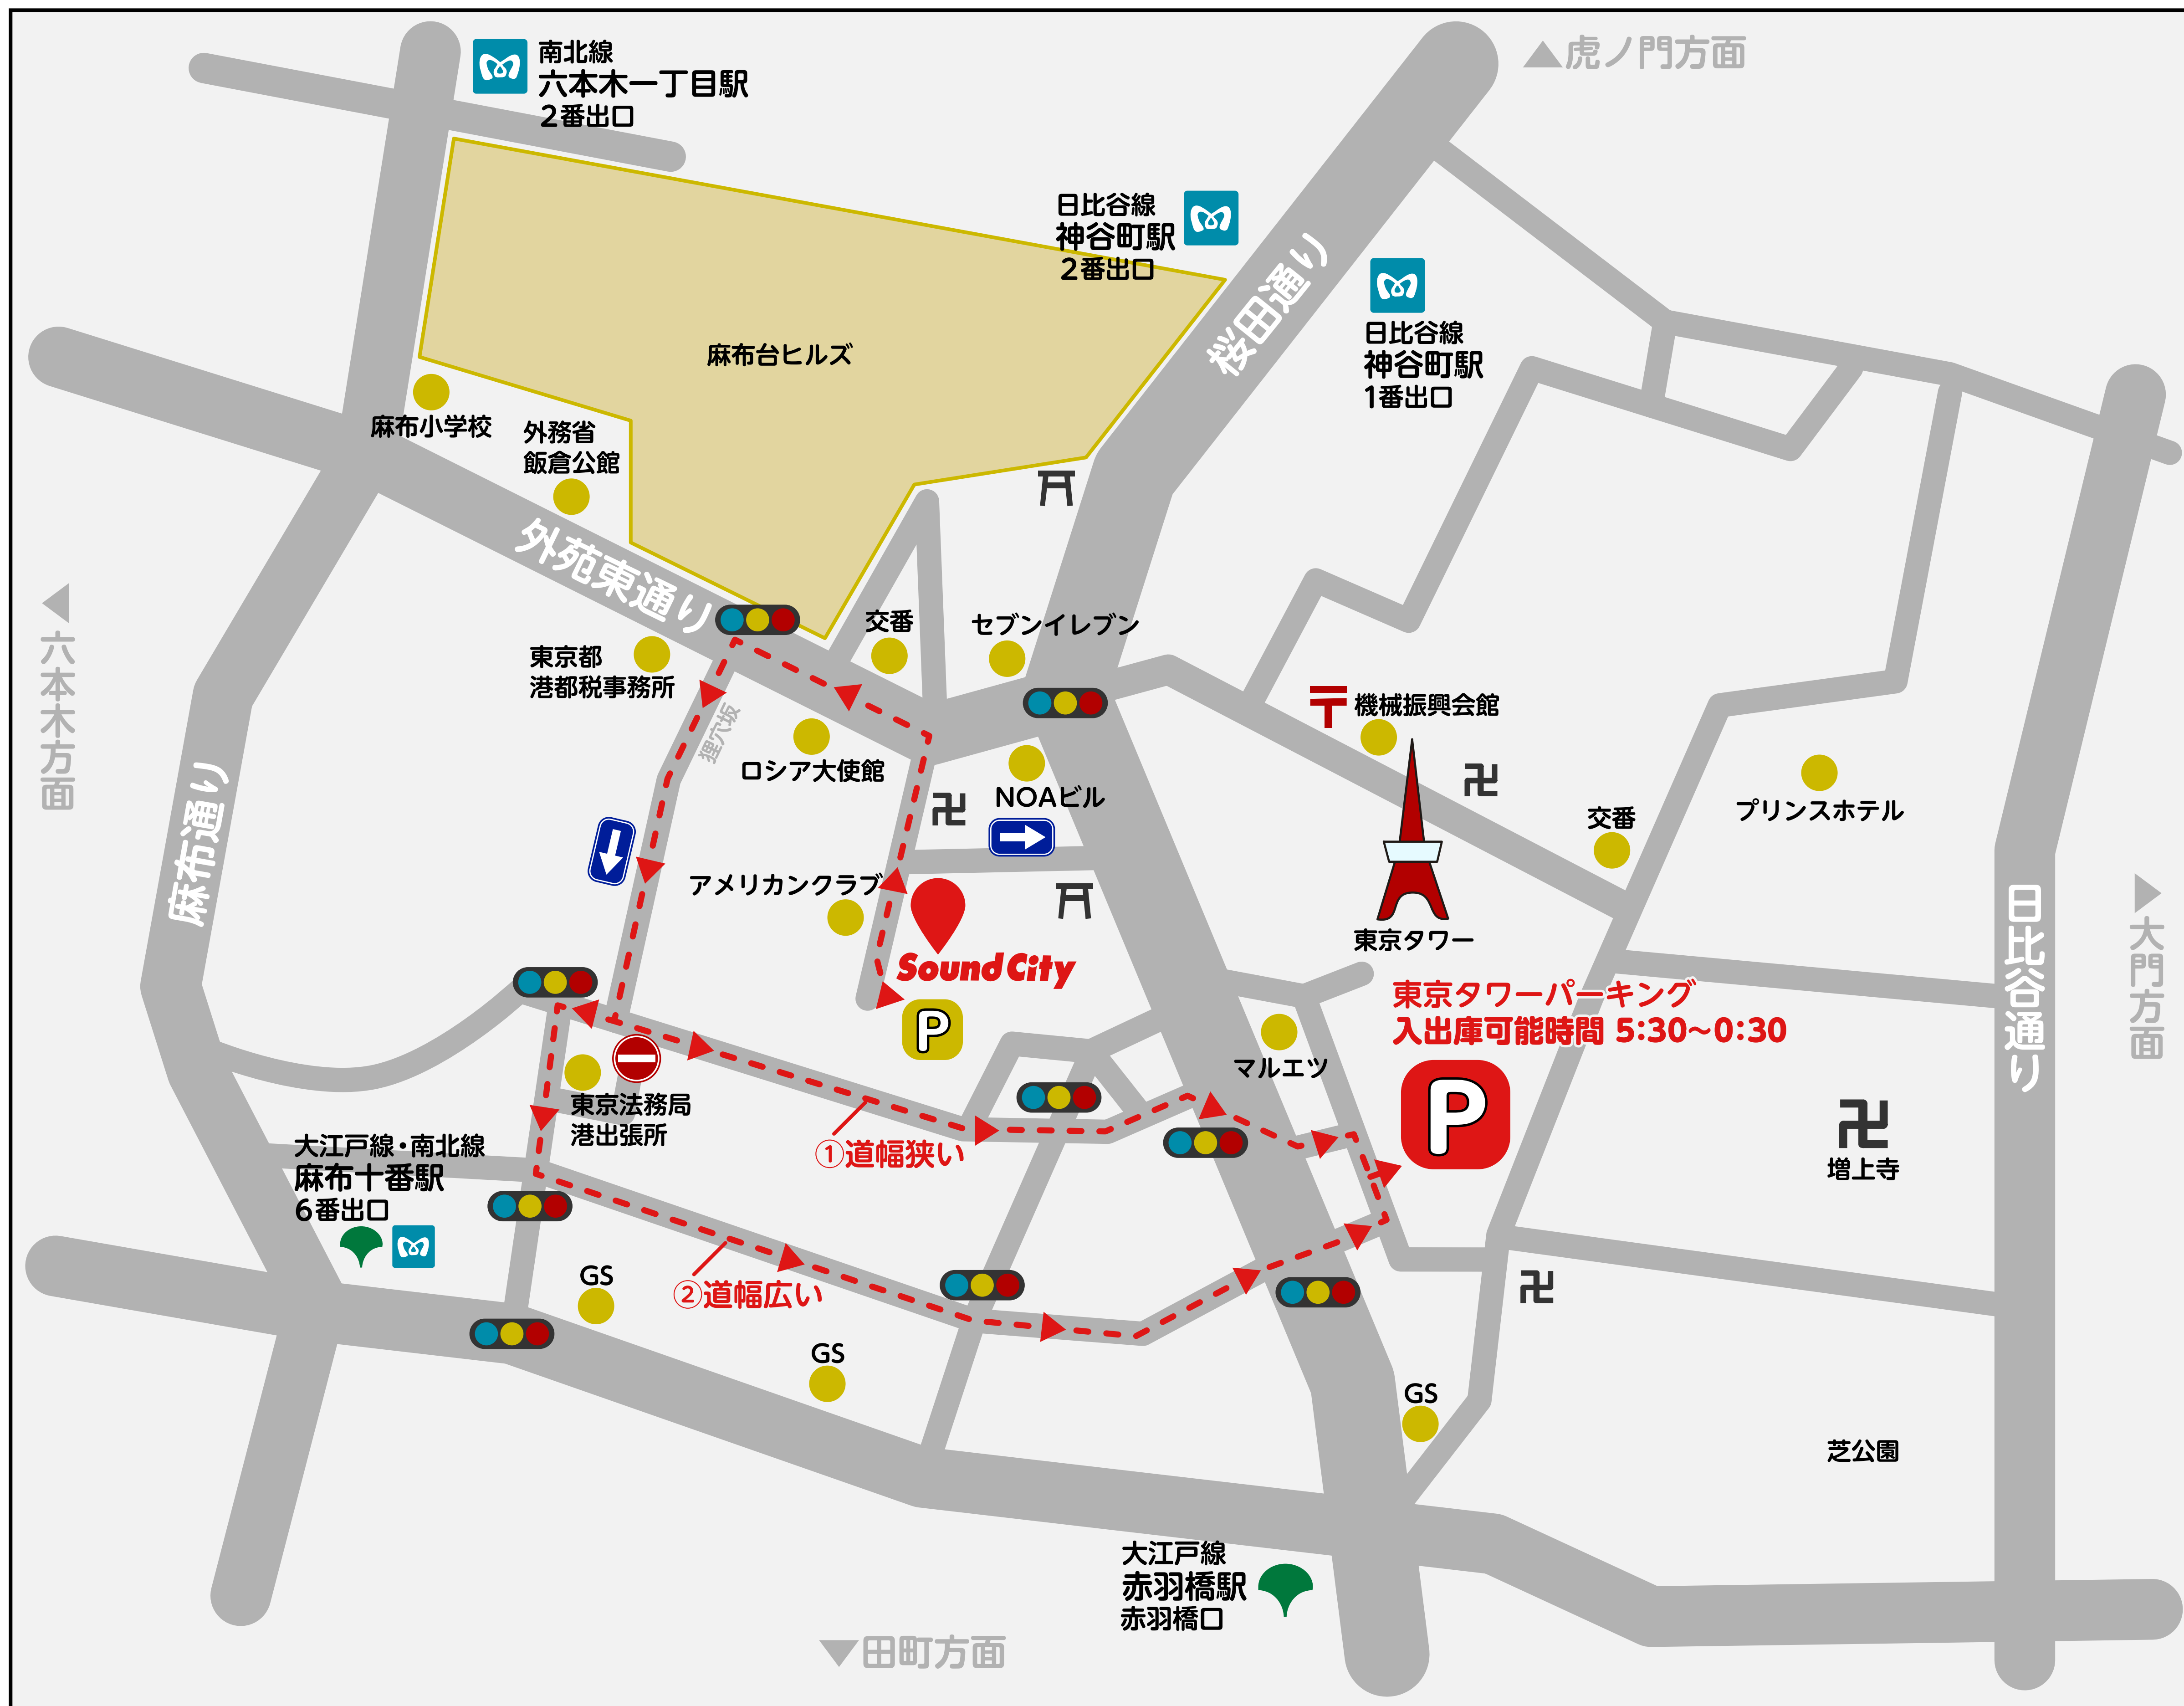 南北線
六本木一丁目駅
2番出口
▲虎ノ門方面
日比谷線
神谷町駅
2番出口
桜田通り
日比谷線
神谷町駅
1番出口
麻布台ヒルズ
麻布小学校
外務省
飯倉公館
外苑東通り
交番
セブンイレブン
東京都
港都税事務所
狸穴坂
ロシア大使館
NOAビル
〒機械振興会館
プリンスホテル
交番
◀六本木方面
麻布通り
アメリカンクラブ
Sound City
P
東京タワー
日比谷通り
▶大門方面
東京タワーパーキング
入出庫可能時間 5:30〜0:30
P
マルエツ
東京法務局
港出張所
①道幅狭い
大江戸線・南北線
麻布十番駅
6番出口
卍
増上寺
②道幅広い
GS
GS
GS
芝公園
大江戸線
赤羽橋駅
赤羽橋口
▼田町方面